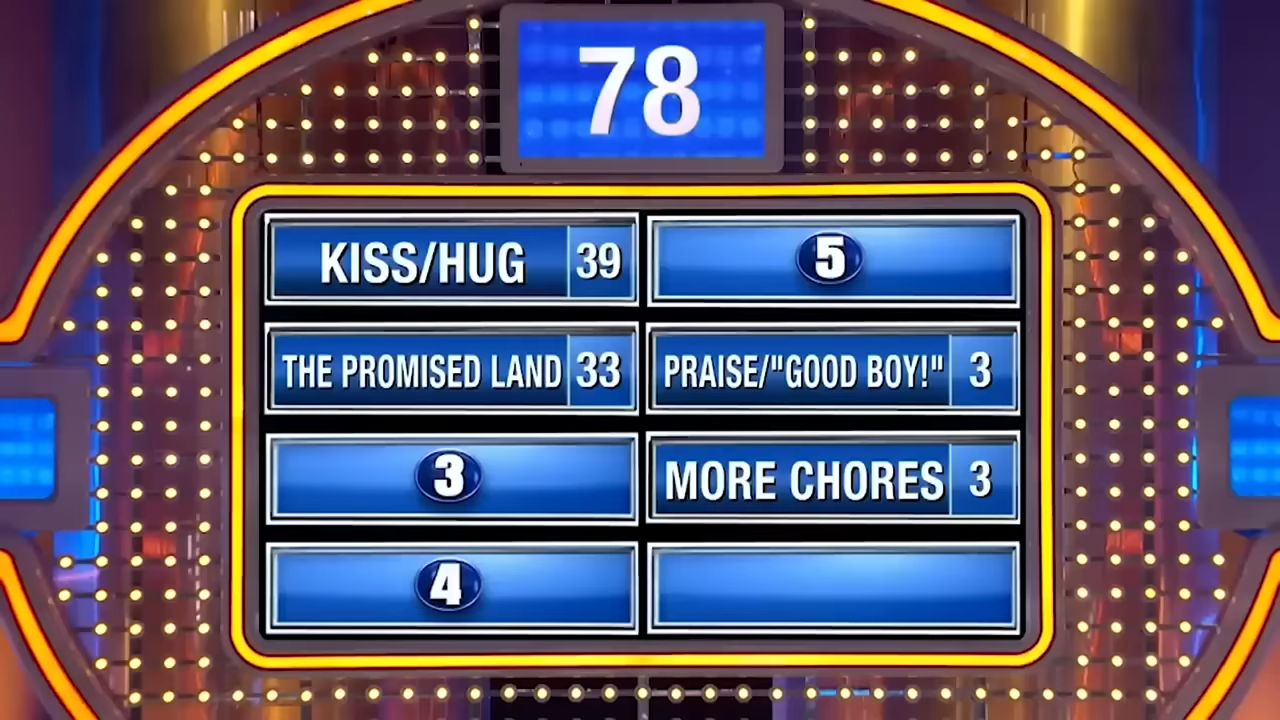 78
KISS/HUG 39
5
THE PROMISED LAND 33
PRAISE/"GOOD BOY!" 3
3
MORE CHORES 3
4